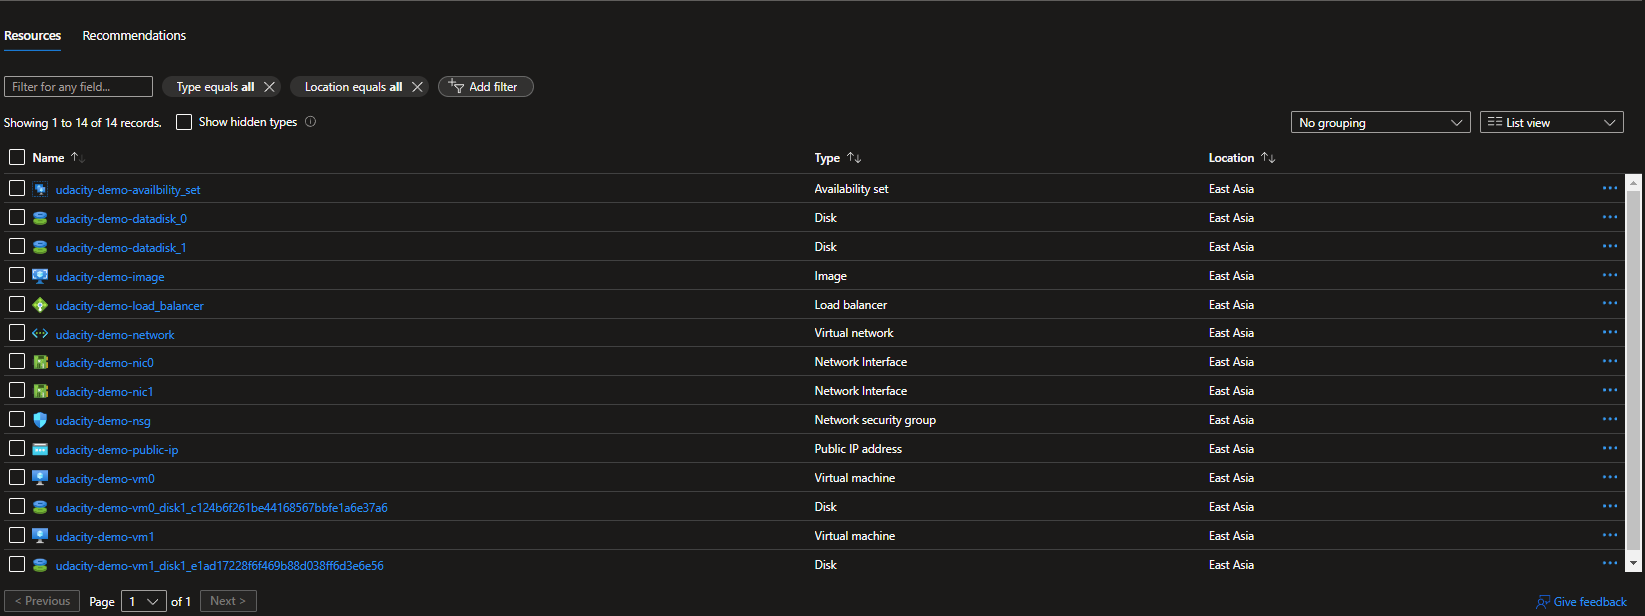 Resources Recommendations
Filter for any field... Type equals all Location equals all Add filter
Showing 1 to 14 of 14 records. Show hidden types No grouping List view
Name Type Location
udacity-demo-availbility_set Availability set East Asia
udacity-demo-datadisk_0 Disk East Asia
udacity-demo-datadisk_1 Disk East Asia
udacity-demo-image Image East Asia
udacity-demo-load_balancer Load balancer East Asia
udacity-demo-network Virtual network East Asia
udacity-demo-nic0 Network Interface East Asia
udacity-demo-nic1 Network Interface East Asia
udacity-demo-nsg Network security group East Asia
udacity-demo-public-ip Public IP address East Asia
udacity-demo-vm0 Virtual machine East Asia
udacity-demo-vm0_disk1_c124b6f261be44168567bbfe1a6e37a6 Disk East Asia
udacity-demo-vm1 Virtual machine East Asia
udacity-demo-vm1_disk1_e1ad17228f6f469b88d038ff6d3e6e56 Disk East Asia
< Previous Page 1 of 1 Next > Give feedback